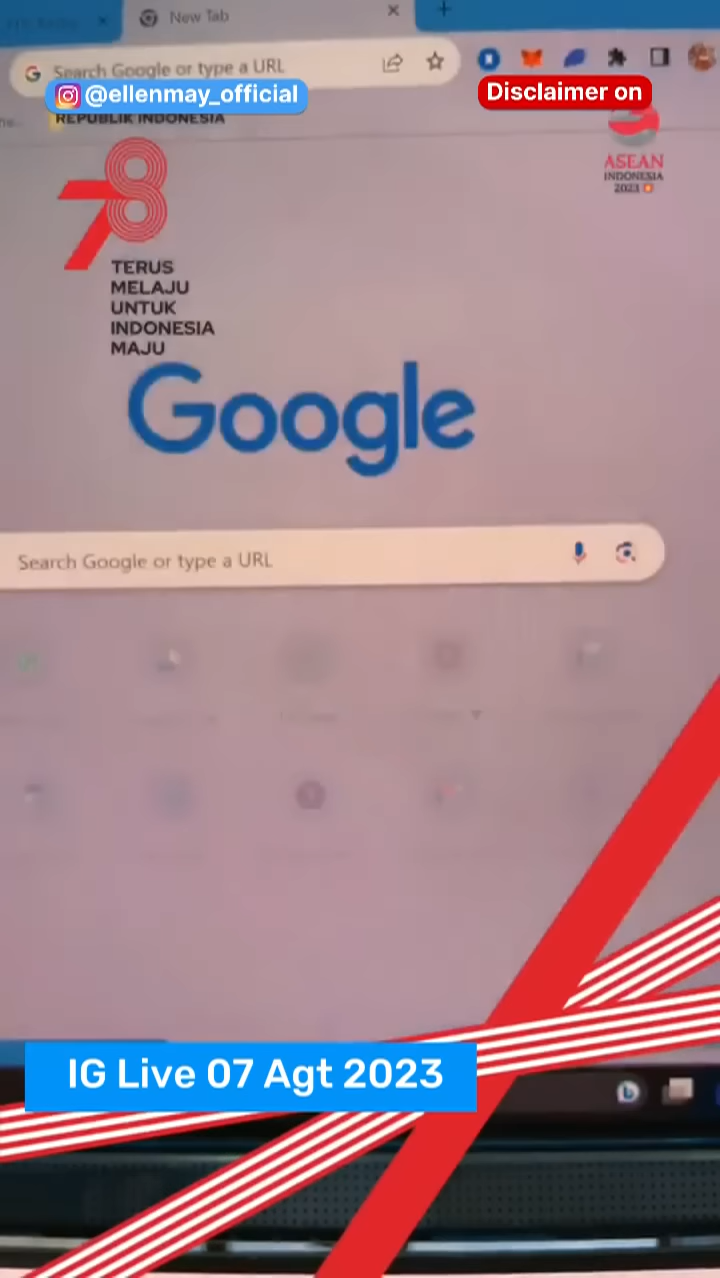 New Tab
Search Google or type a URL
@ellenmay_official
Disclaimer on
REPUBLIK INDONESIA
78
ASEAN
INDONESIA
2023
TERUS
MELAJU
UNTUK
INDONESIA
MAJU
Google
Search Google or type a URL
IG Live 07 Agt 2023